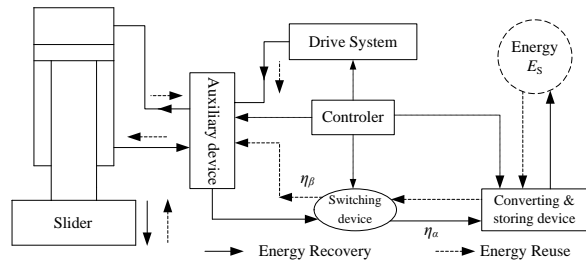 Drive System
Energy
E_S
Auxiliary device
Controler
η_β
Switching
device
η_α
Converting &
storing device
Slider
Energy Recovery
Energy Reuse